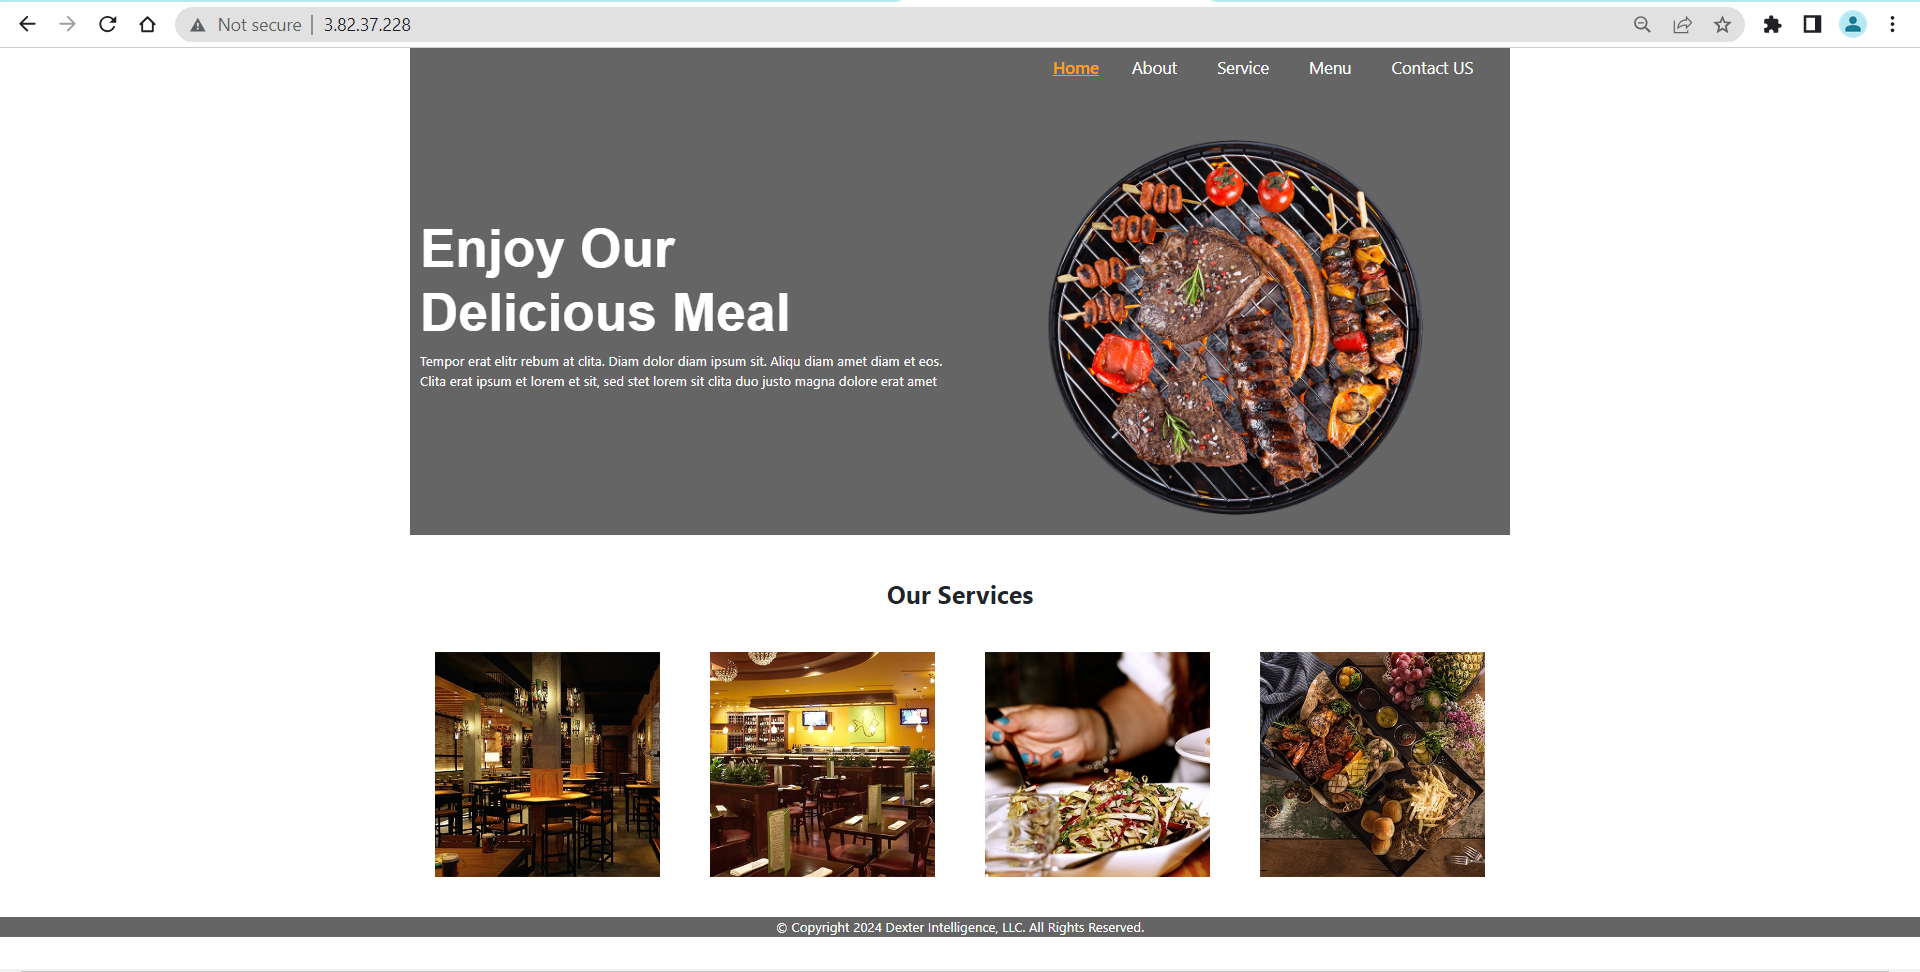 Not secure | 3.82.37.228
Home About Service Menu Contact US
Enjoy Our
Delicious Meal
Tempor erat elitr rebum at clita. Diam dolor diam ipsum sit. Aliqu diam amet diam et eos.
Clita erat ipsum et lorem et sit, sed stet lorem sit clita duo justo magna dolore erat amet
Our Services
© Copyright 2024 Dexter Intelligence, LLC. All Rights Reserved.